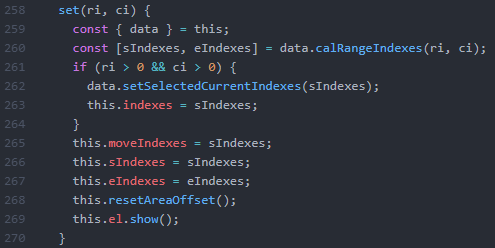 258 set(ri, ci) {
259 const { data } = this;
260 const [sIndexes, eIndexes] = data.calRangeIndexes(ri, ci);
261 if (ri > 0 && ci > 0) {
262 data.setSelectedCurrentIndexes(sIndexes);
263 this.indexes = sIndexes;
264 }
265 this.moveIndexes = sIndexes;
266 this.sIndexes = sIndexes;
267 this.eIndexes = eIndexes;
268 this.resetAreaOffset();
269 this.el.show();
270 }